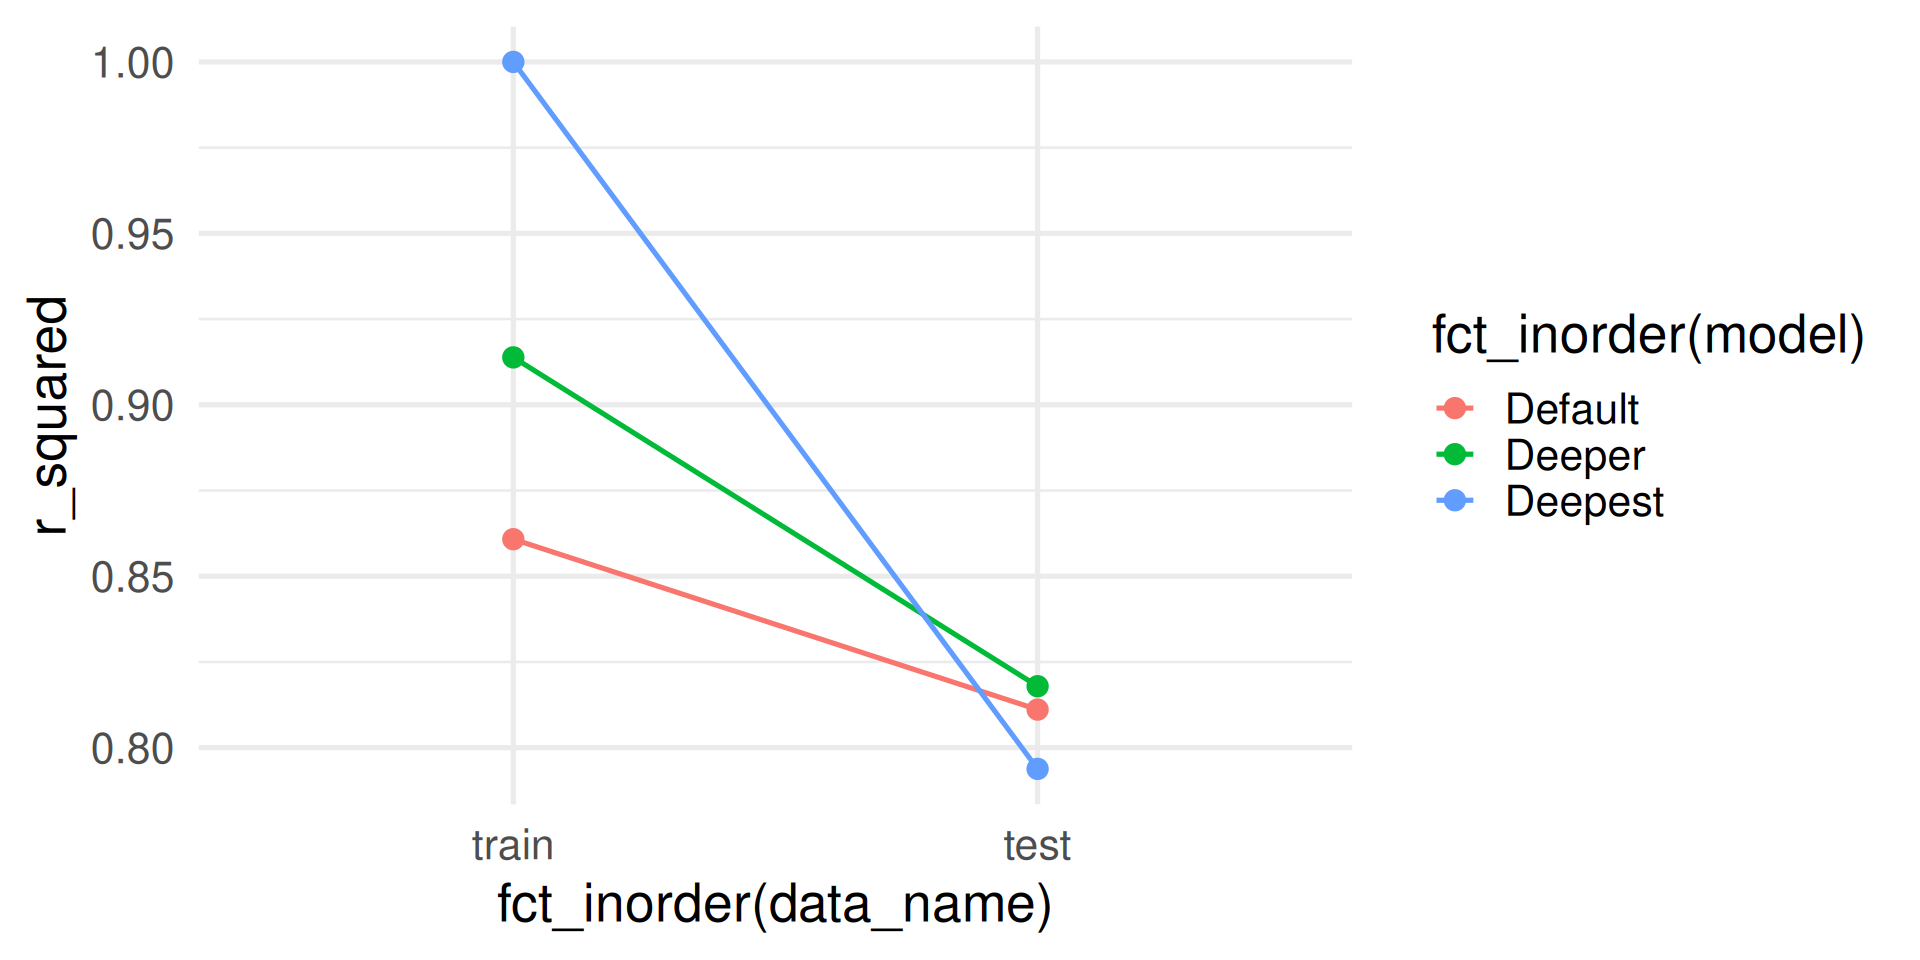 1.00
0.95
0.90
0.85
0.80
r_squared
train
test
fct_inorder(data_name)
fct_inorder(model)
Default
Deeper
Deepest